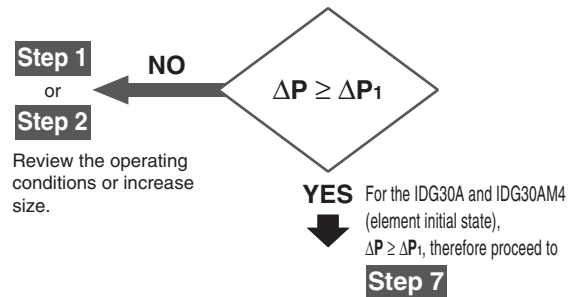 Step 1
or
Step 2
NO
Review the operating
conditions or increase
size.
ΔP ≥ ΔP₁
YES
For the IDG30A and IDG30AM4
(element initial state),
ΔP ≥ ΔP₁, therefore proceed to
Step 7